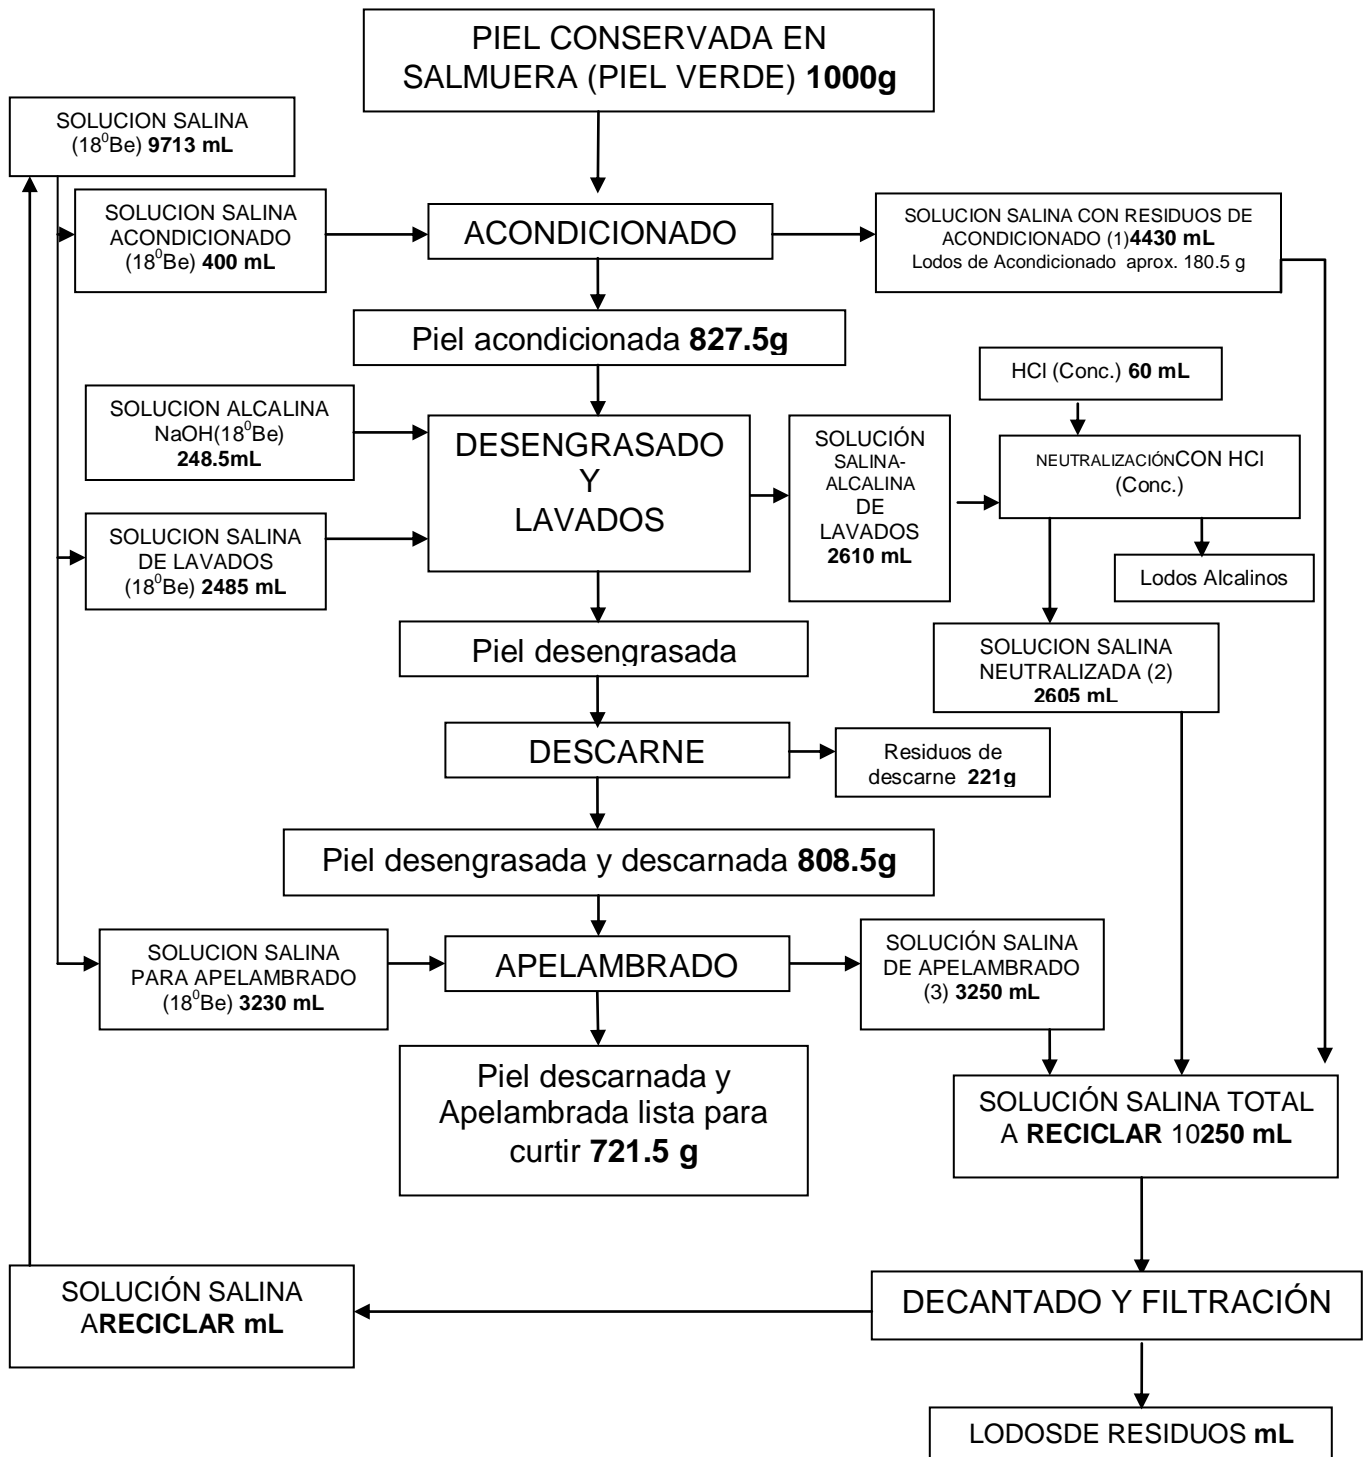 PIEL CONSERVADA EN
SALMUERA (PIEL VERDE) 1000g
SOLUCION SALINA
(18⁰Be) 9713 mL
SOLUCION SALINA
ACONDICIONADO
(18⁰Be) 400 mL
ACONDICIONADO
SOLUCION SALINA CON RESIDUOS DE
ACONDICIONADO (1)4430 mL
Lodos de Acondicionado aprox. 180.5 g
Piel acondicionada 827.5g
HCl (Conc.) 60 mL
SOLUCION ALCALINA
NaOH(18⁰Be)
248.5mL
DESENGRASADO
Y
LAVADOS
SOLUCIÓN
SALINA-
ALCALINA
DE
LAVADOS
2610 mL
NEUTRALIZACIÓNCON HCl
(Conc.)
SOLUCION SALINA
DE LAVADOS
(18⁰Be) 2485 mL
Lodos Alcalinos
Piel desengrasada
SOLUCION SALINA
NEUTRALIZADA (2)
2605 mL
DESCARNE
Residuos de
descarne 221g
Piel desengrasada y descarnada 808.5g
SOLUCION SALINA
PARA APELAMBRADO
(18⁰Be) 3230 mL
APELAMBRADO
SOLUCIÓN SALINA
DE APELAMBRADO
(3) 3250 mL
Piel descarnada y
Apelambrada lista para
curtir 721.5 g
SOLUCIÓN SALINA TOTAL
A RECICLAR 10250 mL
SOLUCIÓN SALINA
ARECICLAR mL
DECANTADO Y FILTRACIÓN
LODOSDE RESIDUOS mL